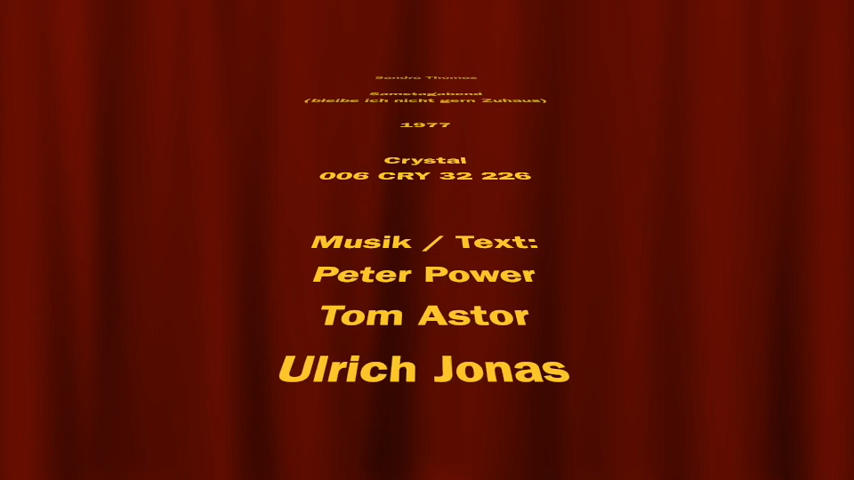 Sandra Thomas
Samstagabend
(bleibe ich nicht gern Zuhaus)
1977
Crystal
006 CRY 32 226
Musik / Text:
Peter Power
Tom Astor
Ulrich Jonas